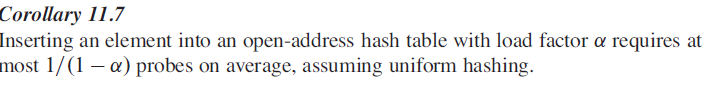 Corollary 11.7
Inserting an element into an open-address hash table with load factor α requires at
most 1/(1 − α) probes on average, assuming uniform hashing.